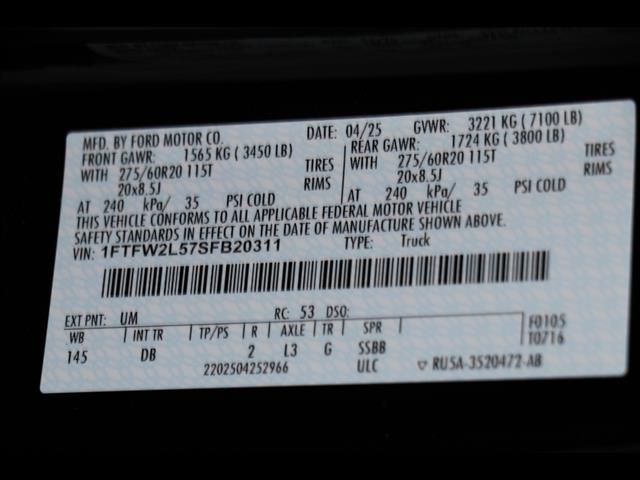 MFD. BY FORD MOTOR CO. DATE: 04/25 GVWR: 3221 KG ( 7100 LB)
FRONT GAWR: 1565 KG ( 3450 LB) REAR GAWR: 1724 KG ( 3800 LB)
WITH 275/60R20 115T TIRES WITH 275/60R20 115T TIRES
20x8.5J RIMS 20x8.5J RIMS
AT 240 kPa/ 35 PSI COLD AT 240 kPa/ 35 PSI COLD
THIS VEHICLE CONFORMS TO ALL APPLICABLE FEDERAL MOTOR VEHICLE
SAFETY STANDARDS IN EFFECT ON THE DATE OF MANUFACTURE SHOWN ABOVE.
VIN: 1FTFW2L57SFB20311 TYPE: Truck
EXT PNT: UM RC: 53 DSO: F0105
WB INT TR TP/PS R AXLE TR SPR T0716
145 DB 2 L3 G SSBB
2202504252966 ULC ▽ RU5A-3520472-AB